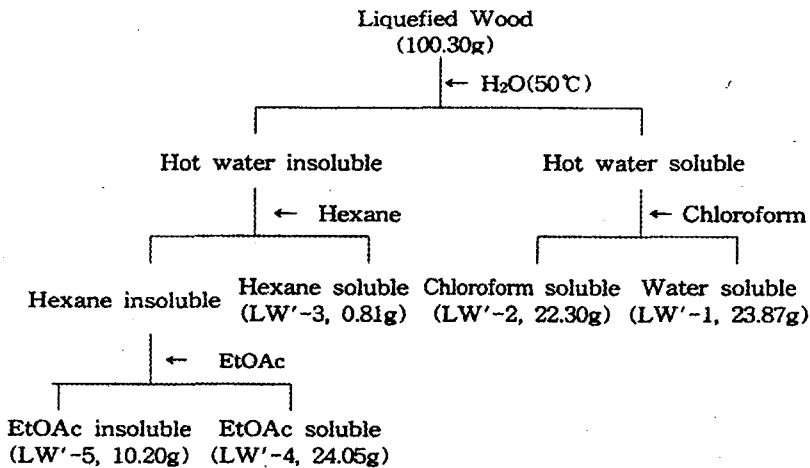 Liquefied Wood
(100.30g)
← H₂O(50℃)
Hot water insoluble
Hot water soluble
← Hexane
← Chloroform
Hexane insoluble
Hexane soluble
(LW′-3, 0.81g)
Chloroform soluble
(LW′-2, 22.30g)
Water soluble
(LW′-1, 23.87g)
← EtOAc
EtOAc insoluble
(LW′-5, 10.20g)
EtOAc soluble
(LW′-4, 24.05g)